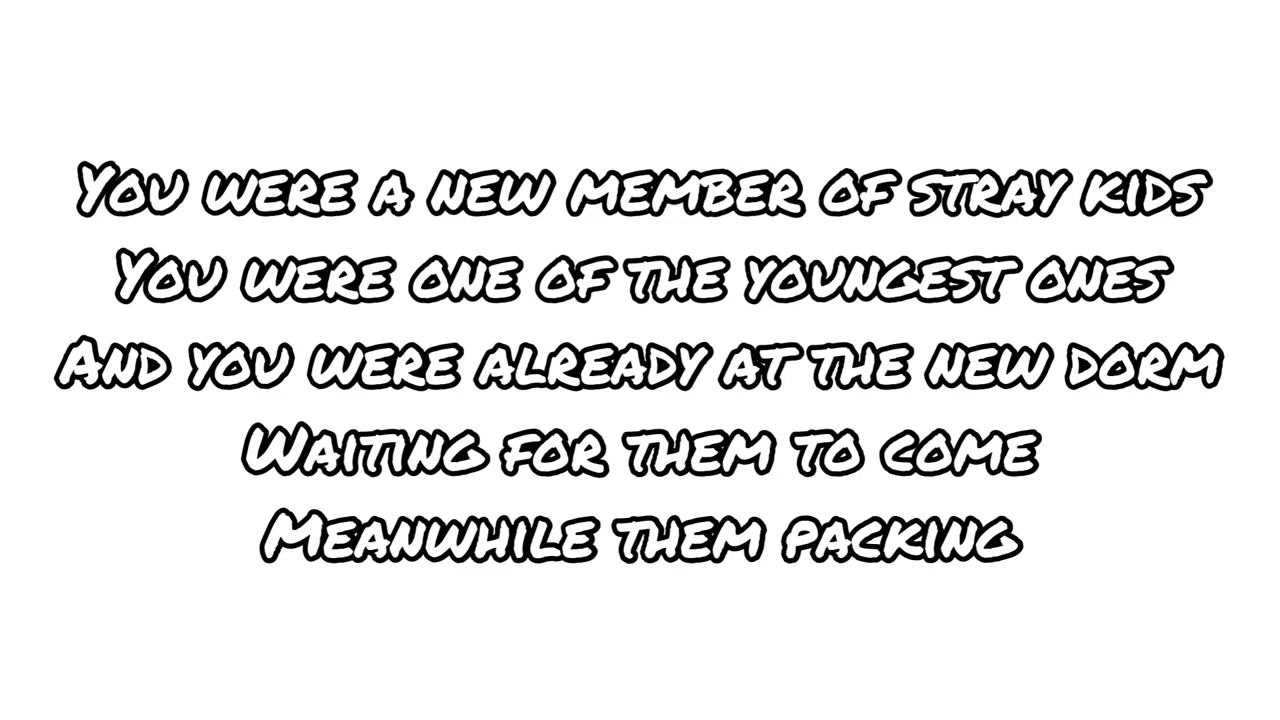 You were a new member of stray kids
You were one of the youngest ones
And you were already at the new dorm
Waiting for them to come
Meanwhile them packing